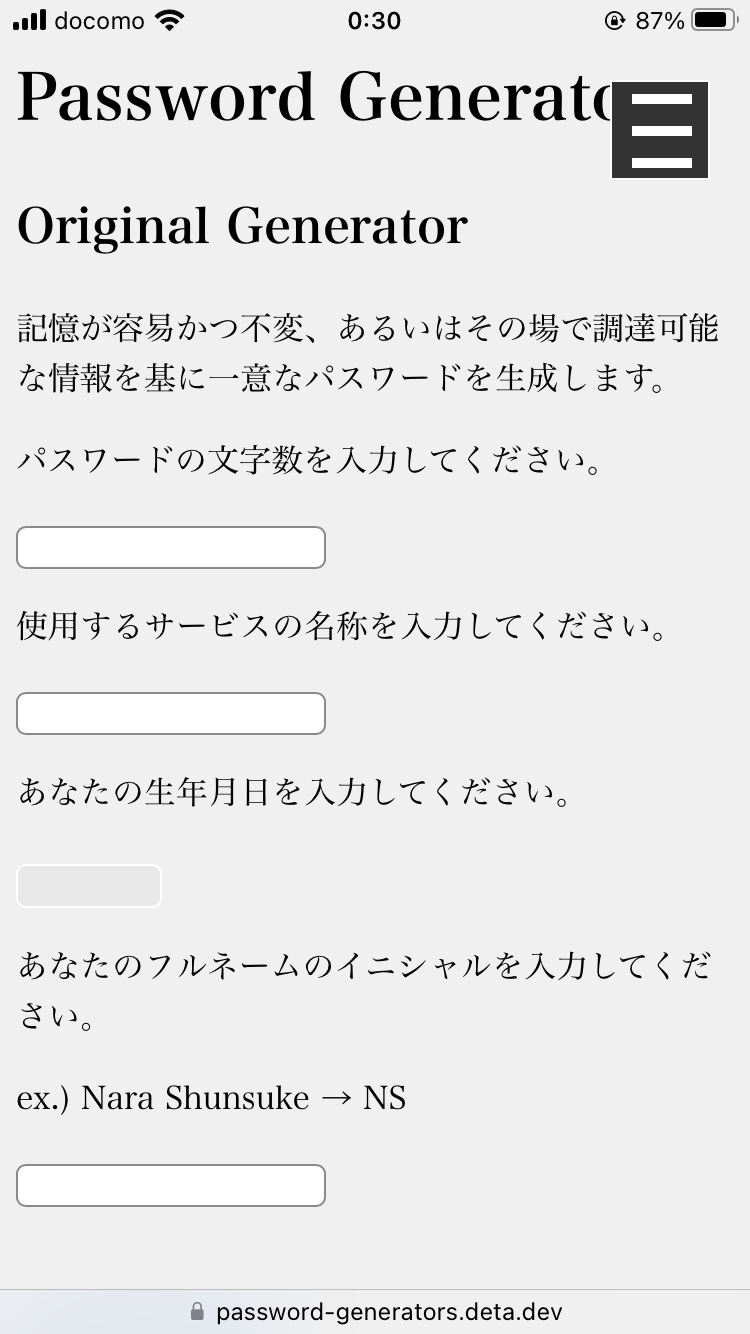 docomo 0:30 87%
Password Generato
Original Generator
記憶が容易かつ不変、あるいはその場で調達可能
な情報を基に一意なパスワードを生成します。
パスワードの文字数を入力してください。
使用するサービスの名称を入力してください。
あなたの生年月日を入力してください。
あなたのフルネームのイニシャルを入力してくだ
さい。
ex.) Nara Shunsuke → NS
password-generators.deta.dev